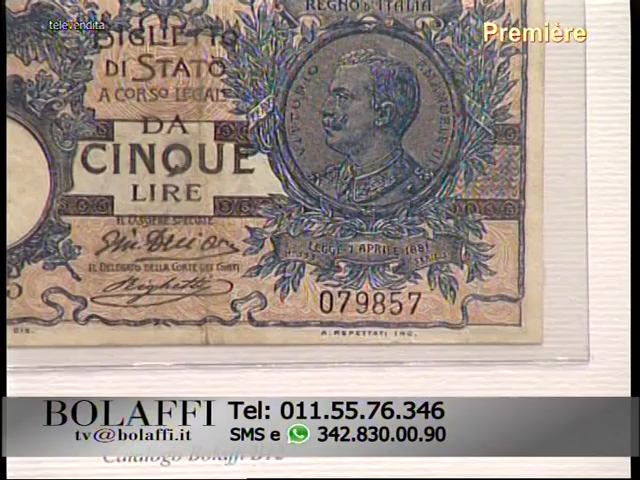 televendita
Première
REGNO D'ITALIA
BIGLIETTO
DI STATO
A CORSO LEGALE
DA
CINQUE
LIRE
VITTORIO EMANUELE III
IL CASSIERE SPECIALE
IL DELEGATO DELLA CORTE DEI CONTI
LEGGE 7 APRILE 1881
079857
A. REPETTATI INC.
BOLAFFI
tv@bolaffi.it
Tel: 011.55.76.346
SMS e 342.830.00.90
Catalogo Bolaffi